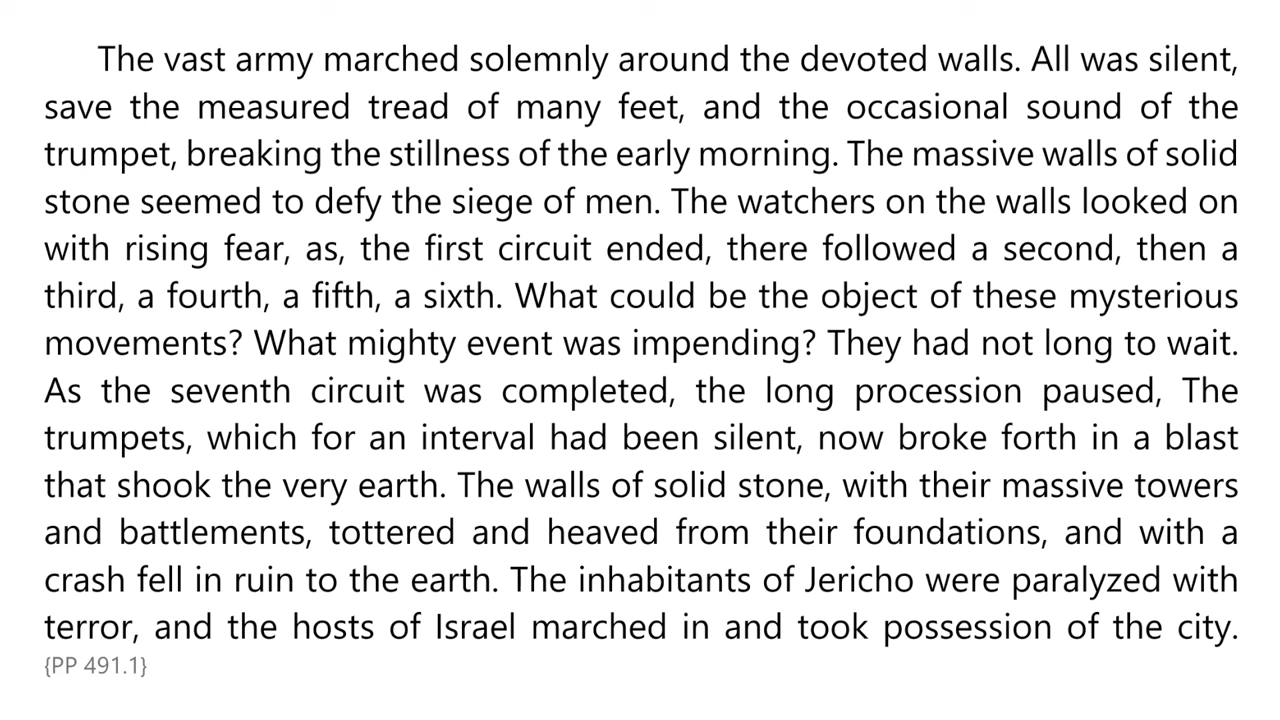 The vast army marched solemnly around the devoted walls. All was silent,
save the measured tread of many feet, and the occasional sound of the
trumpet, breaking the stillness of the early morning. The massive walls of solid
stone seemed to defy the siege of men. The watchers on the walls looked on
with rising fear, as, the first circuit ended, there followed a second, then a
third, a fourth, a fifth, a sixth. What could be the object of these mysterious
movements? What mighty event was impending? They had not long to wait.
As the seventh circuit was completed, the long procession paused, The
trumpets, which for an interval had been silent, now broke forth in a blast
that shook the very earth. The walls of solid stone, with their massive towers
and battlements, tottered and heaved from their foundations, and with a
crash fell in ruin to the earth. The inhabitants of Jericho were paralyzed with
terror, and the hosts of Israel marched in and took possession of the city.
{PP 491.1}